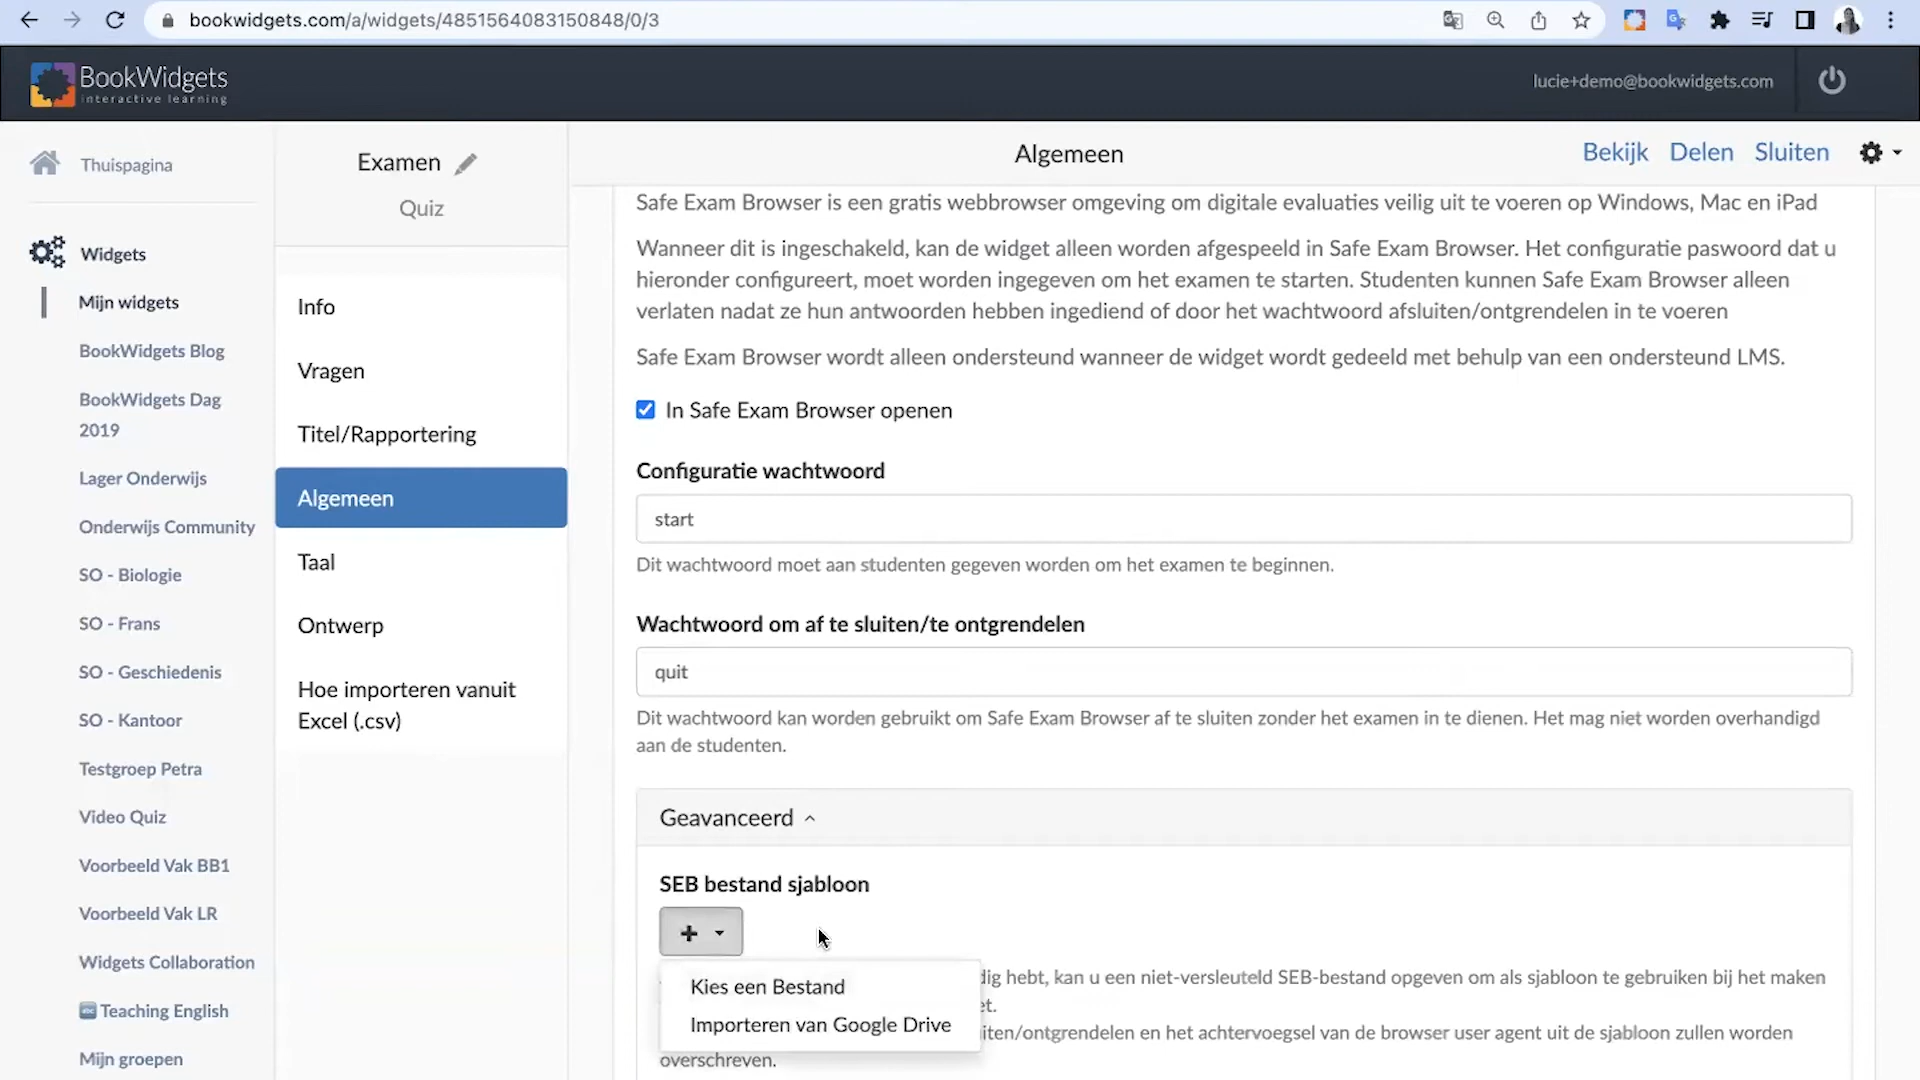 bookwidgets.com/a/widgets/4851564083150848/0/3
BookWidgets
interactive learning
lucie+demo@bookwidgets.com
Thuispagina
Examen
Quiz
Algemeen
Bekijk Delen Sluiten
Widgets
Mijn widgets
BookWidgets Blog
BookWidgets Dag
2019
Lager Onderwijs
Onderwijs Community
SO - Biologie
SO - Frans
SO - Geschiedenis
SO - Kantoor
Testgroep Petra
Video Quiz
Voorbeeld Vak BB1
Voorbeeld Vak LR
Widgets Collaboration
Teaching English
Mijn groepen
Info
Vragen
Titel/Rapportering
Algemeen
Taal
Ontwerp
Hoe importeren vanuit
Excel (.csv)
Safe Exam Browser is een gratis webbrowser omgeving om digitale evaluaties veilig uit te voeren op Windows, Mac en iPad
Wanneer dit is ingeschakeld, kan de widget alleen worden afgespeeld in Safe Exam Browser. Het configuratie paswoord dat u
hieronder configureert, moet worden ingegeven om het examen te starten. Studenten kunnen Safe Exam Browser alleen
verlaten nadat ze hun antwoorden hebben ingediend of door het wachtwoord afsluiten/ontgrendelen in te voeren
Safe Exam Browser wordt alleen ondersteund wanneer de widget wordt gedeeld met behulp van een ondersteund LMS.
In Safe Exam Browser openen
Configuratie wachtwoord
start
Dit wachtwoord moet aan studenten gegeven worden om het examen te beginnen.
Wachtwoord om af te sluiten/te ontgrendelen
quit
Dit wachtwoord kan worden gebruikt om Safe Exam Browser af te sluiten zonder het examen in te dienen. Het mag niet worden overhandigd
aan de studenten.
Geavanceerd
SEB bestand sjabloon
Kies een Bestand
Importeren van Google Drive
dig hebt, kan u een niet-versleuteld SEB-bestand opgeven om als sjabloon te gebruiken bij het maken
et.
iten/ontgrendelen en het achtervoegsel van de browser user agent uit de sjabloon zullen worden
overschreven.